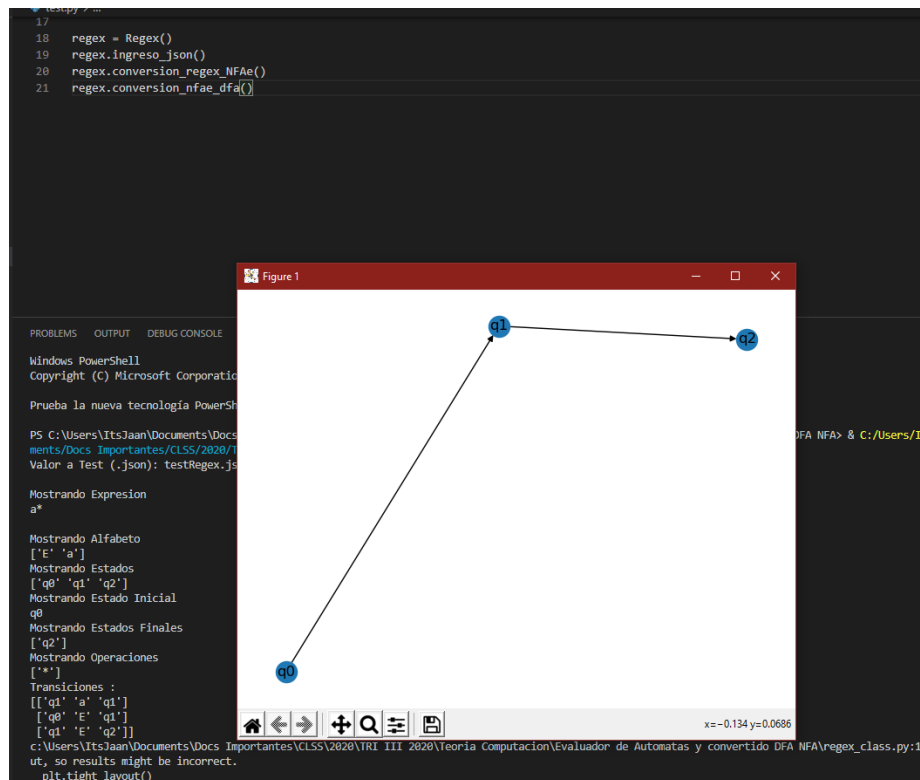 test.py > ...
17
18 regex = Regex()
19 regex.ingreso_json()
20 regex.conversion_regex_NFAe()
21 regex.conversion_nfae_dfa()
Figure 1
q1
q2
q0
x=−0.134 y=0.0686
PROBLEMS OUTPUT DEBUG CONSOLE
Windows PowerShell
Copyright (C) Microsoft Corporatio
Prueba la nueva tecnología PowerSh
PS C:\Users\ItsJaan\Documents\Docs DFA NFA> & C:/Users/I
ments/Docs Importantes/CLSS/2020/T
Valor a Test (.json): testRegex.js
Mostrando Expresion
a*
Mostrando Alfabeto
['E' 'a']
Mostrando Estados
['q0' 'q1' 'q2']
Mostrando Estado Inicial
q0
Mostrando Estados Finales
['q2']
Mostrando Operaciones
['*']
Transiciones :
[['q1' 'a' 'q1']
['q0' 'E' 'q1']
['q1' 'E' 'q2']]
c:\Users\ItsJaan\Documents\Docs Importantes\CLSS\2020\TRI III 2020\Teoria Computacion\Evaluador de Automatas y convertido DFA NFA\regex_class.py:1
ut, so results might be incorrect.
plt.tight_layout()